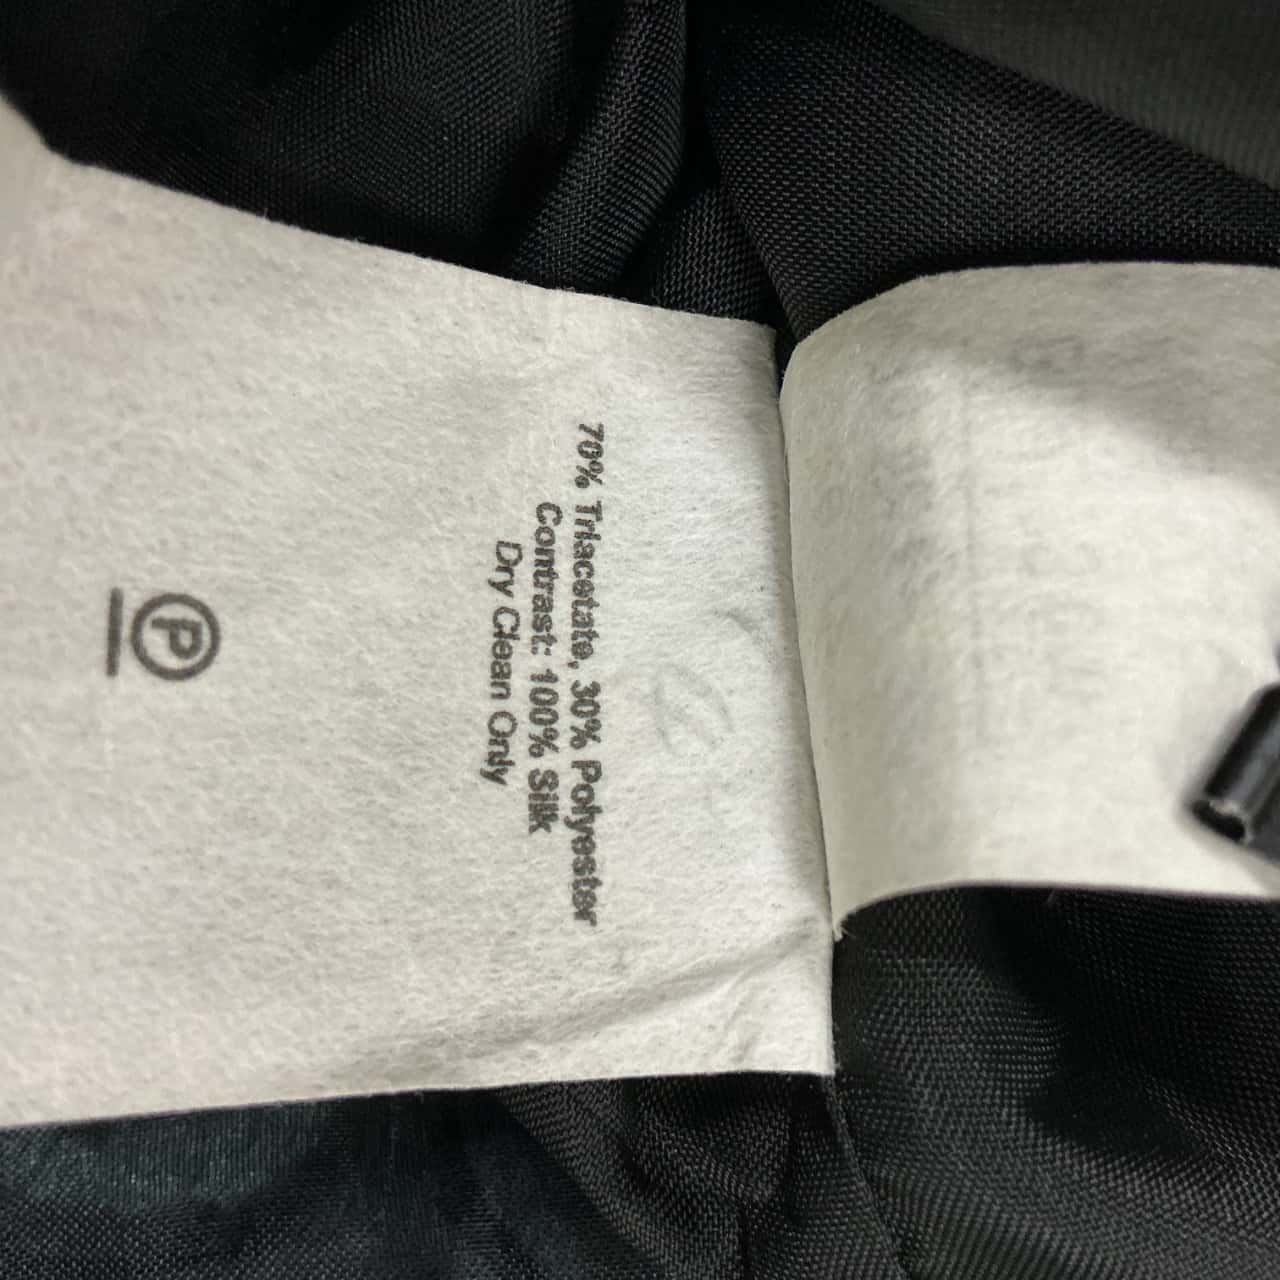 70% Triacetate, 30% Polyester
Contrast: 100% Silk
Dry Clean Only
P